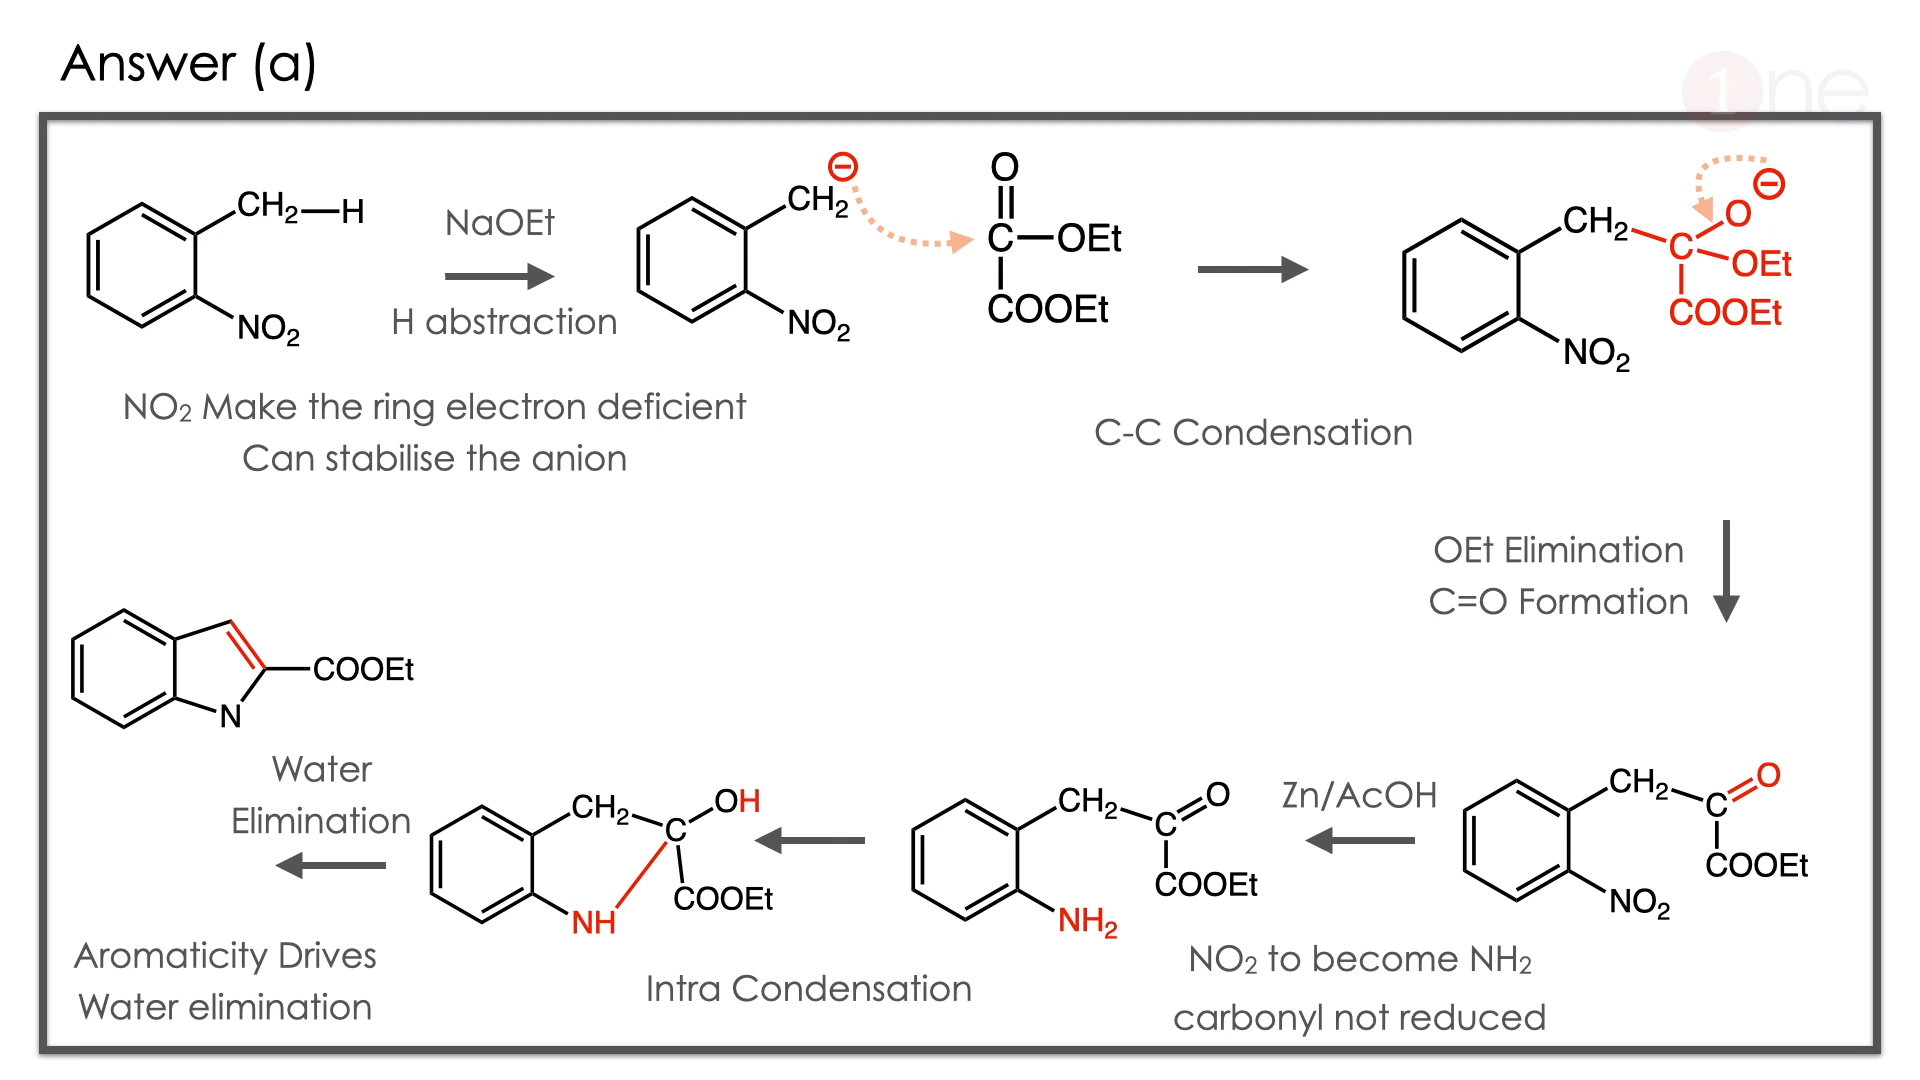 Answer (a)
1ne
CH2—H
NO2
NaOEt
H abstraction
CH2
⊖
NO2
O
C—OEt
COOEt
CH2
C
O
⊖
OEt
COOEt
NO2
NO2 Make the ring electron deficient
Can stabilise the anion
C-C Condensation
OEt Elimination
C=O Formation
COOEt
N
Water
Elimination
Aromaticity Drives
Water elimination
CH2
OH
C
COOEt
NH
Intra Condensation
CH2
O
C
COOEt
NH2
Zn/AcOH
CH2
O
C
COOEt
NO2
NO2 to become NH2
carbonyl not reduced